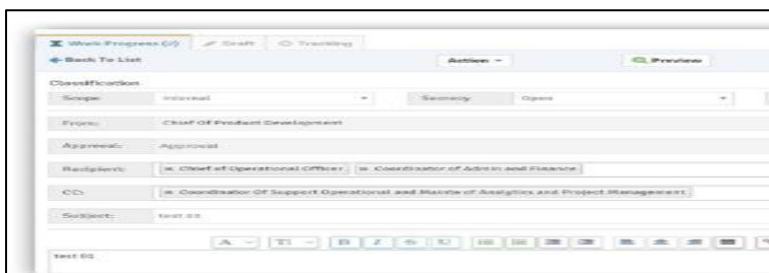 Work Progress (2) Draft Tracking
Back To List Action Preview
Classification
Scope: Internal Secrecy Open
From: Chief Of Product Development
Approval: Approval
Recipient: × Chief of Operational Officer × Coordinator of Admin and Finance
CC: × Coordinator Of Support Operational and of Analytics and Project Management
Subject: test 01
A T1 B I S U
test 01